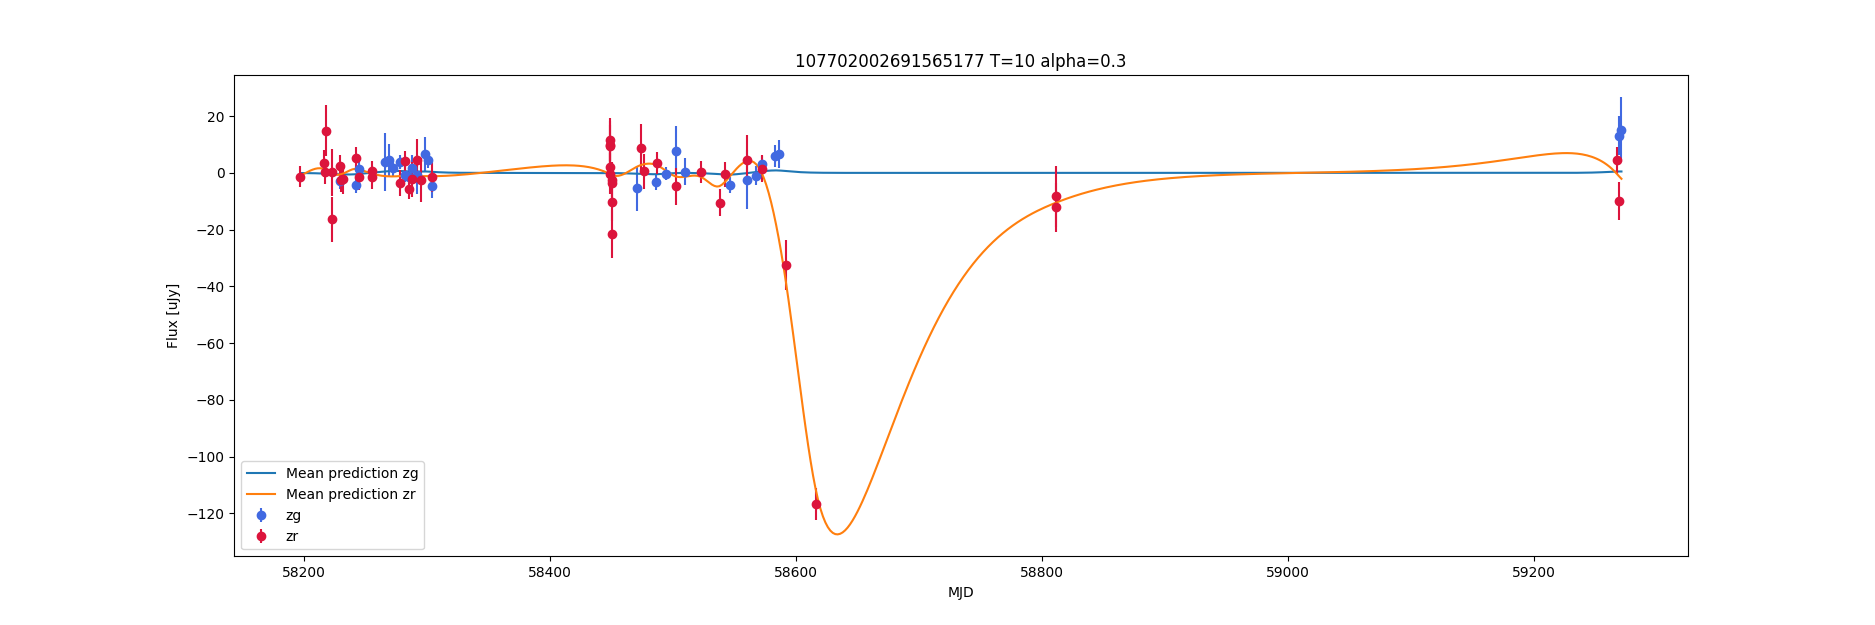 107702002691565177 T=10 alpha=0.3
Flux [uJy]
20
0
−20
−40
−60
−80
−100
−120
Mean prediction zg
Mean prediction zr
zg
zr
58200 58400 58600 58800 59000 59200
MJD